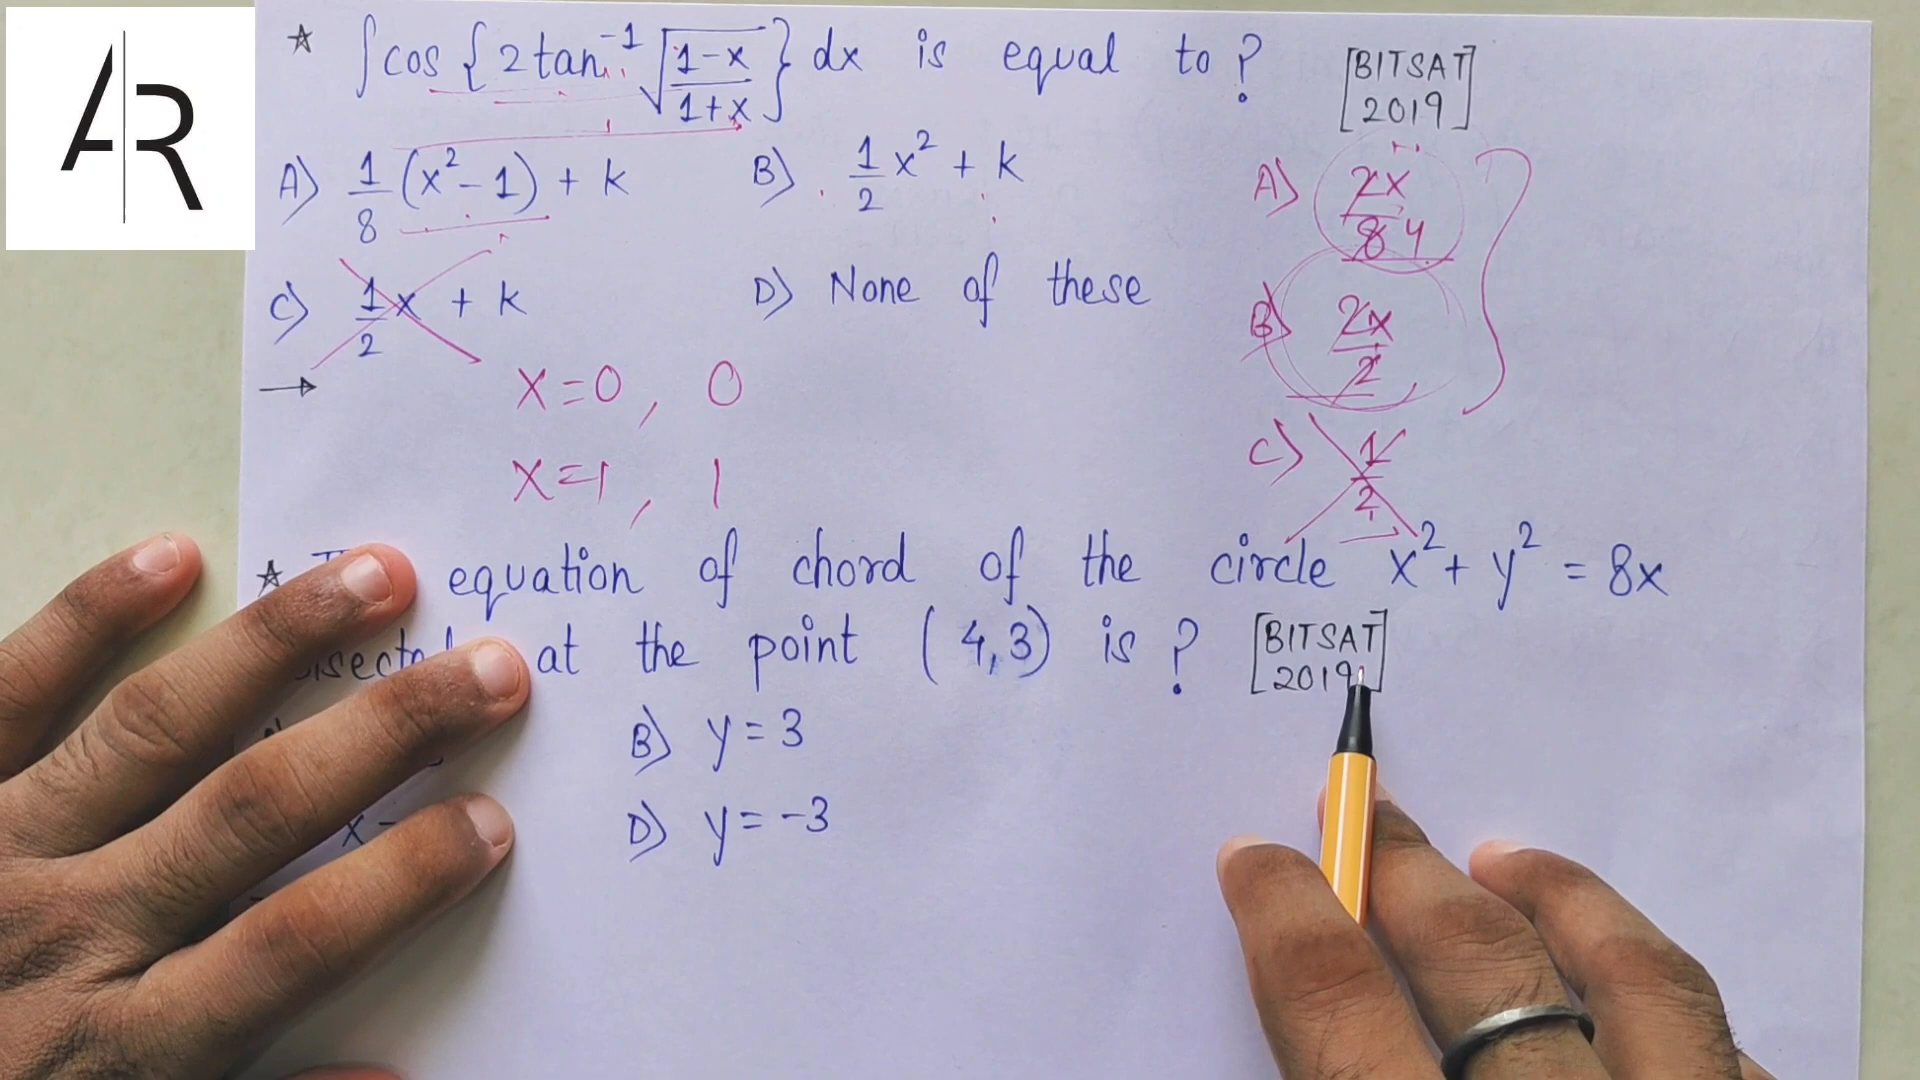 AR
☆ ∫cos {2tan⁻¹ √(1-x)/(1+x)} dx is equal to ? [BITSAT 2019]
A) 1/8 (x² - 1) + k B) 1/2 x² + k
C) 1/2 x + k D) None of these
A) 2x/8 4
B) 2x/2
C) 1/2
→ x=0, 0
x=1, 1
☆ equation of chord of the circle x² + y² = 8x
at the point (4,3) is ? [BITSAT 2019]
B) y = 3
x -
D) y = -3